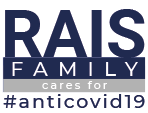 RAIS
FAMILY
cares for
#anticovid19